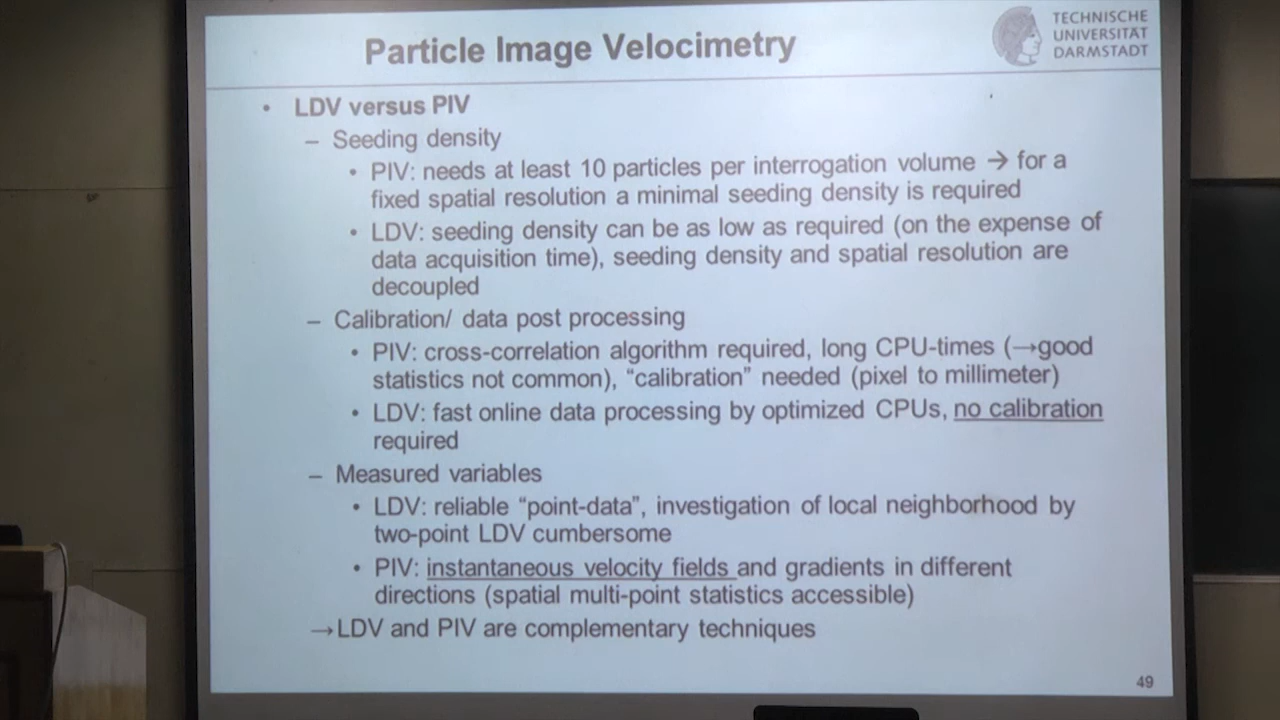 Particle Image Velocimetry
TECHNISCHE
UNIVERSITÄT
DARMSTADT
• LDV versus PIV
– Seeding density
• PIV: needs at least 10 particles per interrogation volume → for a
fixed spatial resolution a minimal seeding density is required
• LDV: seeding density can be as low as required (on the expense of
data acquisition time), seeding density and spatial resolution are
decoupled
– Calibration/ data post processing
• PIV: cross-correlation algorithm required, long CPU-times (→good
statistics not common), “calibration” needed (pixel to millimeter)
• LDV: fast online data processing by optimized CPUs, no calibration
required
– Measured variables
• LDV: reliable “point-data”, investigation of local neighborhood by
two-point LDV cumbersome
• PIV: instantaneous velocity fields and gradients in different
directions (spatial multi-point statistics accessible)
→LDV and PIV are complementary techniques
49